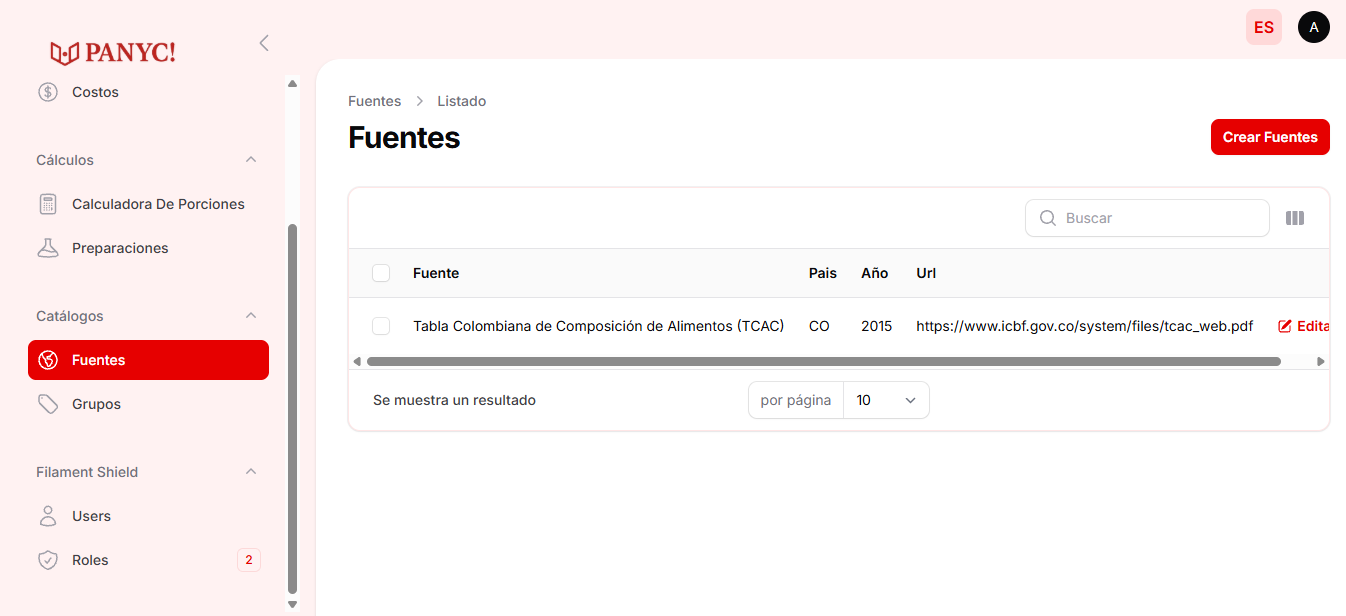 PANYC!
ES
A
Costos
Cálculos
Calculadora De Porciones
Preparaciones
Catálogos
Fuentes
Grupos
Filament Shield
Users
Roles 2
Fuentes > Listado
Fuentes
Crear Fuentes
Buscar
Fuente Pais Año Url
Tabla Colombiana de Composición de Alimentos (TCAC) CO 2015 https://www.icbf.gov.co/system/files/tcac_web.pdf Edita
Se muestra un resultado
por página 10